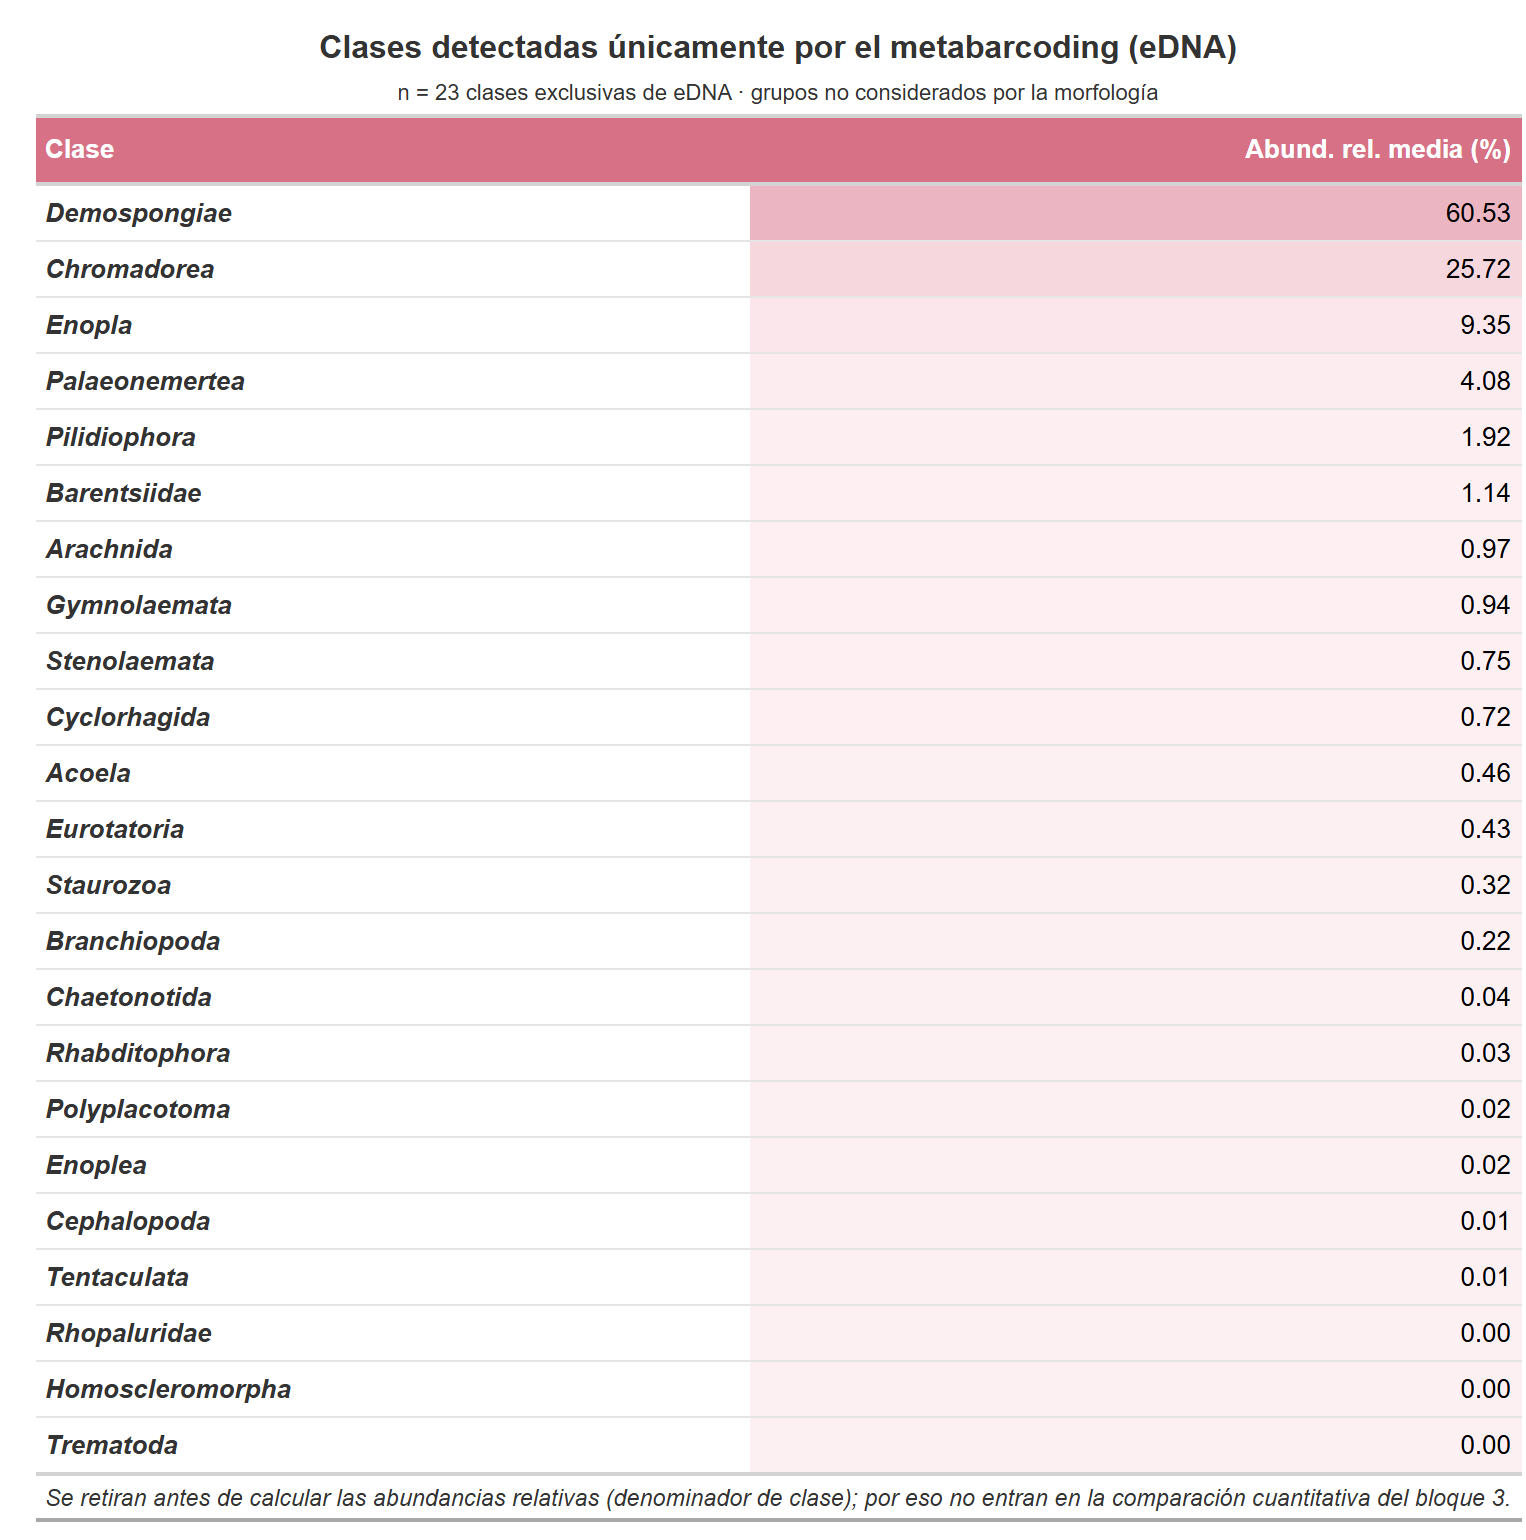 Clases detectadas únicamente por el metabarcoding (eDNA)
n = 23 clases exclusivas de eDNA · grupos no considerados por la morfología
Clase Abund. rel. media (%)
Demospongiae 60.53
Chromadorea 25.72
Enopla 9.35
Palaeonemertea 4.08
Pilidiophora 1.92
Barentsiidae 1.14
Arachnida 0.97
Gymnolaemata 0.94
Stenolaemata 0.75
Cyclorhagida 0.72
Acoela 0.46
Eurotatoria 0.43
Staurozoa 0.32
Branchiopoda 0.22
Chaetonotida 0.04
Rhabditophora 0.03
Polyplacotoma 0.02
Enoplea 0.02
Cephalopoda 0.01
Tentaculata 0.01
Rhopaluridae 0.00
Homoscleromorpha 0.00
Trematoda 0.00
Se retiran antes de calcular las abundancias relativas (denominador de clase); por eso no entran en la comparación cuantitativa del bloque 3.